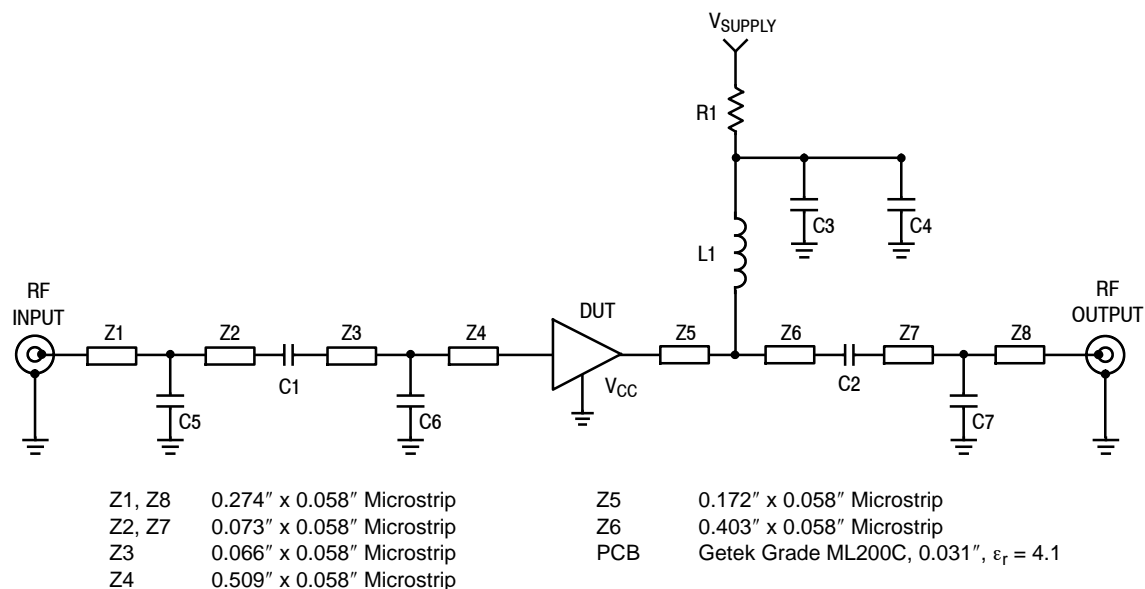 VSUPPLY
R1
C3
C4
L1
RF
INPUT
RF
OUTPUT
DUT
Z1
Z2
Z3
Z4
Z5
Z6
Z7
Z8
C1
VCC
C2
C5
C6
C7
Z1, Z8 0.274″ x 0.058″ Microstrip
Z2, Z7 0.073″ x 0.058″ Microstrip
Z3 0.066″ x 0.058″ Microstrip
Z4 0.509″ x 0.058″ Microstrip
Z5 0.172″ x 0.058″ Microstrip
Z6 0.403″ x 0.058″ Microstrip
PCB Getek Grade ML200C, 0.031″, εr = 4.1